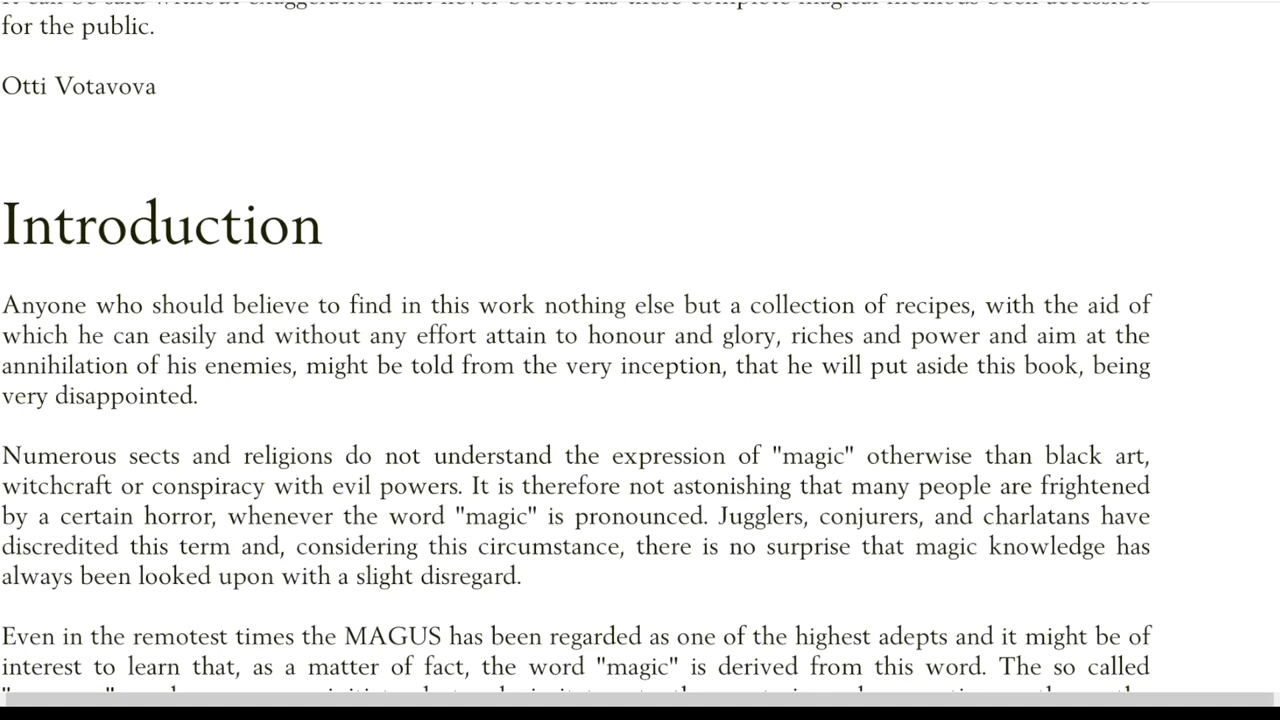 for the public.
Otti Votavova
Introduction
Anyone who should believe to find in this work nothing else but a collection of recipes, with the aid of
which he can easily and without any effort attain to honour and glory, riches and power and aim at the
annihilation of his enemies, might be told from the very inception, that he will put aside this book, being
very disappointed.
Numerous sects and religions do not understand the expression of "magic" otherwise than black art,
witchcraft or conspiracy with evil powers. It is therefore not astonishing that many people are frightened
by a certain horror, whenever the word "magic" is pronounced. Jugglers, conjurers, and charlatans have
discredited this term and, considering this circumstance, there is no surprise that magic knowledge has
always been looked upon with a slight disregard.
Even in the remotest times the MAGUS has been regarded as one of the highest adepts and it might be of
interest to learn that, as a matter of fact, the word "magic" is derived from this word. The so called